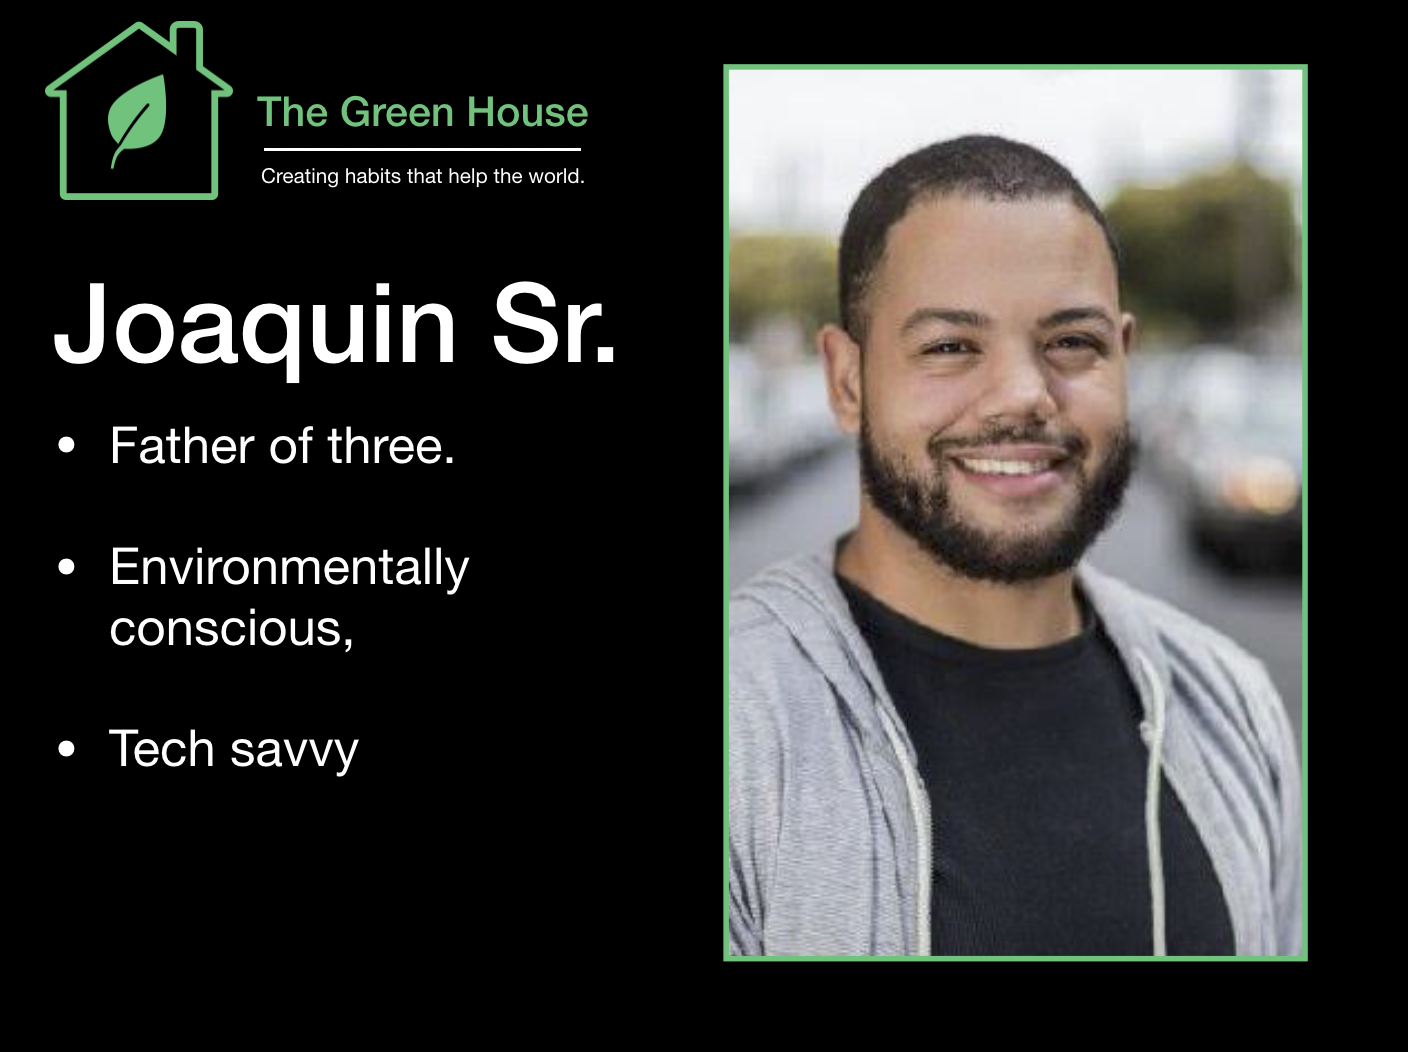 The Green House
Creating habits that help the world.
Joaquin Sr.
• Father of three.
• Environmentally
conscious,
• Tech savvy